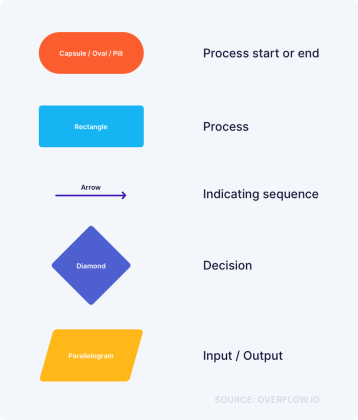 Capsule / Oval / Pill
Process start or end
Rectangle
Process
Arrow
Indicating sequence
Diamond
Decision
Parallelogram
Input / Output
SOURCE: OVERFLOW.IO